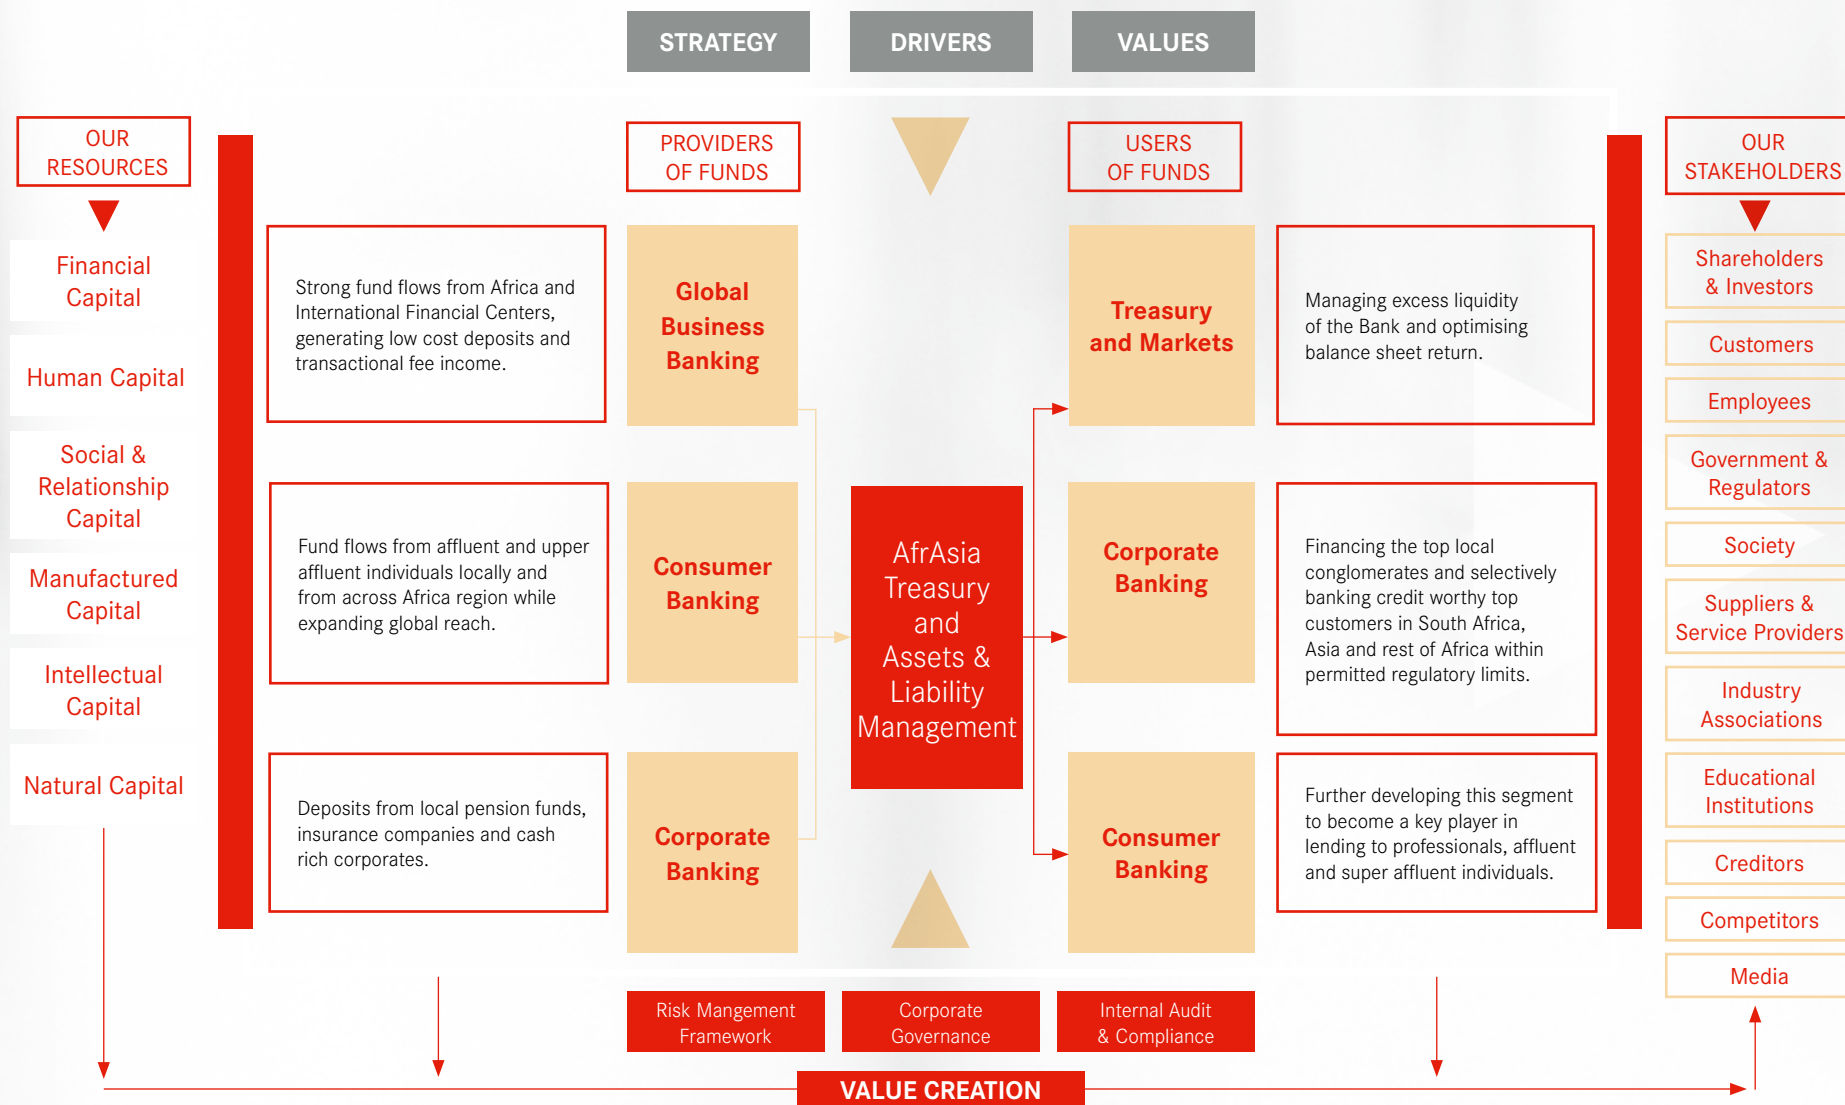 STRATEGY
DRIVERS
VALUES
OUR
RESOURCES
Financial
Capital
Human Capital
Social &
Relationship
Capital
Manufactured
Capital
Intellectual
Capital
Natural Capital
PROVIDERS
OF FUNDS
Strong fund flows from Africa and
International Financial Centers,
generating low cost deposits and
transactional fee income.
Global
Business
Banking
Fund flows from affluent and upper
affluent individuals locally and
from across Africa region while
expanding global reach.
Consumer
Banking
Deposits from local pension funds,
insurance companies and cash
rich corporates.
Corporate
Banking
AfrAsia
Treasury
and
Assets &
Liability
Management
USERS
OF FUNDS
Treasury
and Markets
Managing excess liquidity
of the Bank and optimising
balance sheet return.
Corporate
Banking
Financing the top local
conglomerates and selectively
banking credit worthy top
customers in South Africa,
Asia and rest of Africa within
permitted regulatory limits.
Consumer
Banking
Further developing this segment
to become a key player in
lending to professionals, affluent
and super affluent individuals.
OUR
STAKEHOLDERS
Shareholders
& Investors
Customers
Employees
Government &
Regulators
Society
Suppliers &
Service Providers
Industry
Associations
Educational
Institutions
Creditors
Competitors
Media
Risk Mangement
Framework
Corporate
Governance
Internal Audit
& Compliance
VALUE CREATION